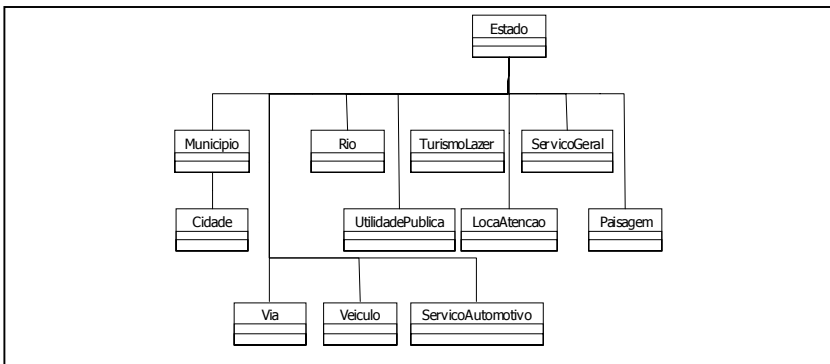 Estado
Municipio
Rio
TurismoLazer
ServicoGeral
Cidade
UtilidadePublica
LocaAtencao
Paisagem
Via
Veiculo
ServicoAutomotivo